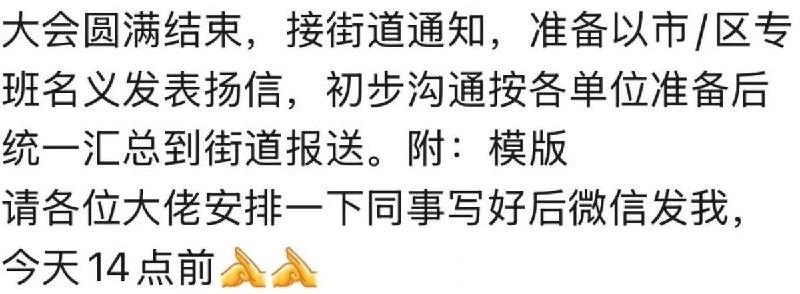 大会圆满结束，接街道通知，准备以市/区专
班名义发表扬信，初步沟通按各单位准备后
统一汇总到街道报送。附：模版
请各位大佬安排一下同事写好后微信发我，
今天14点前🫱🫱